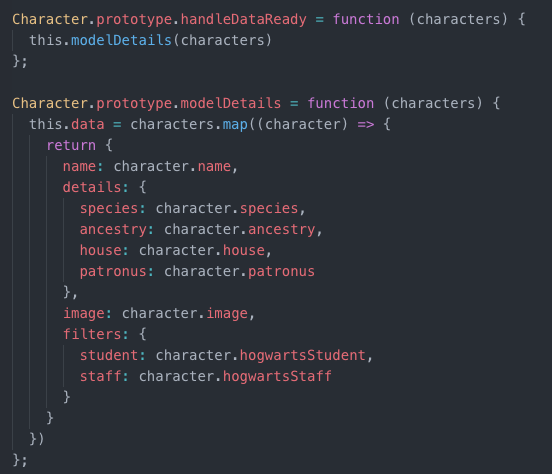 Character.prototype.handleDataReady = function (characters) {
  this.modelDetails(characters)
};

Character.prototype.modelDetails = function (characters) {
  this.data = characters.map((character) => {
    return {
      name: character.name,
      details: {
        species: character.species,
        ancestry: character.ancestry,
        house: character.house,
        patronus: character.patronus
      },
      image: character.image,
      filters: {
        student: character.hogwartsStudent,
        staff: character.hogwartsStaff
      }
    }
  })
};